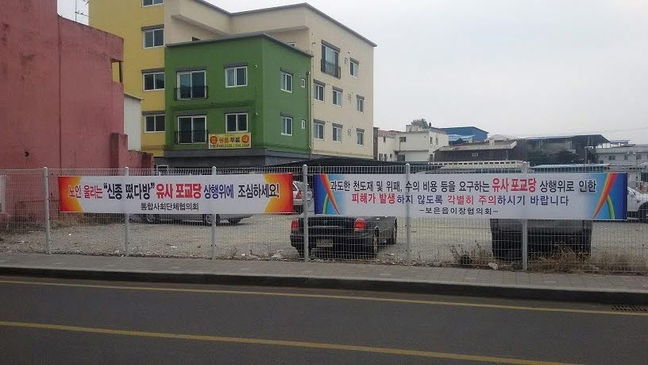 노인 울리는 "신종 떴다방" 유사 포교당 상행위에 조심하세요!
통합사회단체협의회
과도한 천도재 및 위패, 수의 비용 등을 요구하는 유사 포교당 상행위로 인한
피해가 발생하지 않도록 각별히 주의하시기 바랍니다
-보은읍이장협의회-